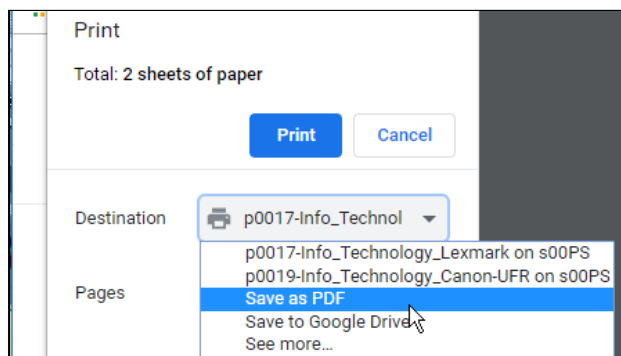 Print
Total: 2 sheets of paper
Print Cancel
Destination p0017-Info_Technol
p0017-Info_Technology_Lexmark on s00PS
p0019-Info_Technology_Canon-UFR on s00PS
Pages
Save as PDF
Save to Google Drive
See more...